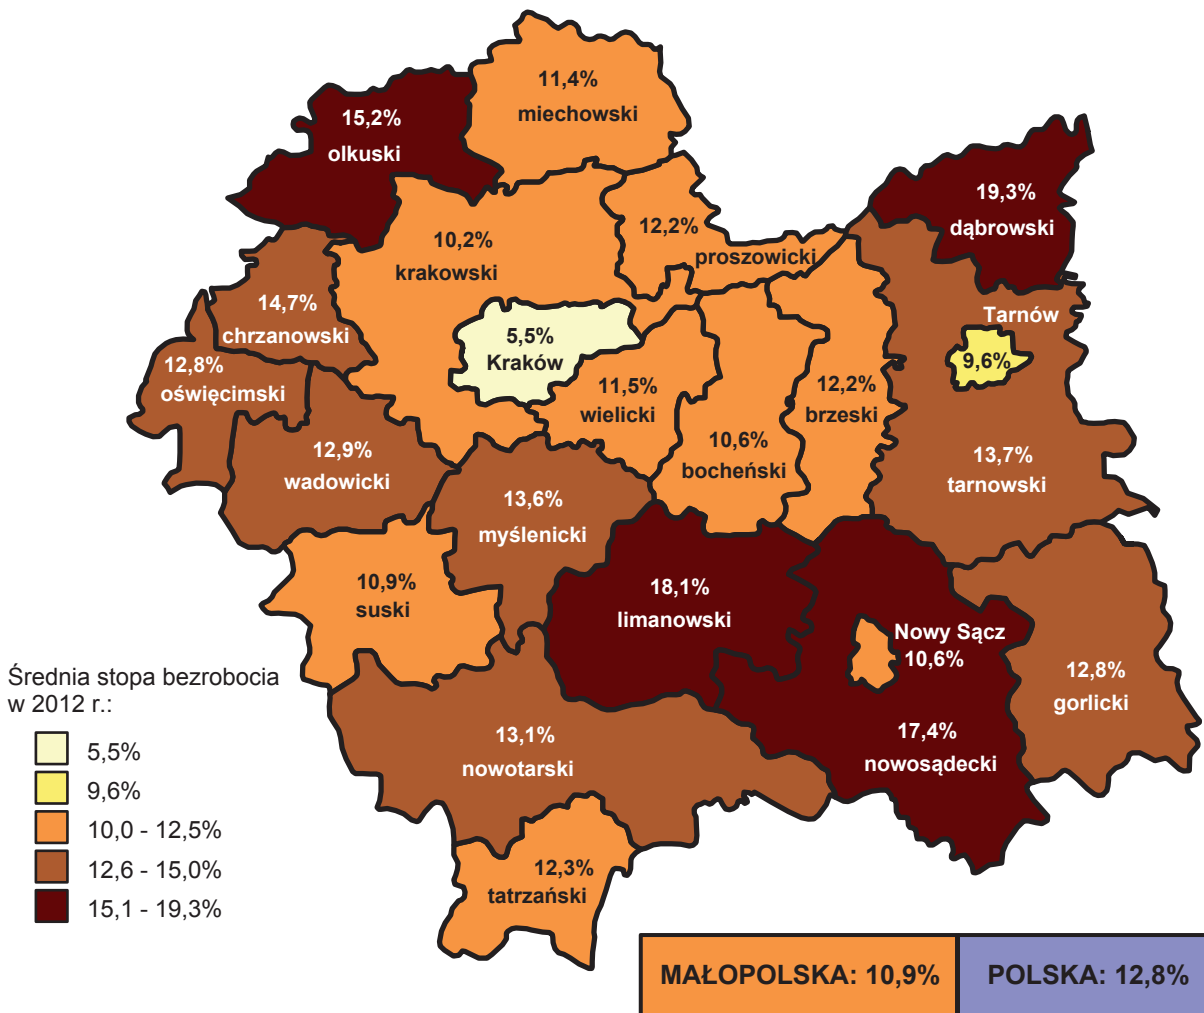 11,4%
miechowski
15,2%
olkuski
19,3%
dąbrowski
12,2%
proszowicki
10,2%
krakowski
14,7%
chrzanowski
Tarnów
9,6%
5,5%
Kraków
12,8%
oświęcimski
11,5%
wielicki
12,2%
brzeski
10,6%
bocheński
12,9%
wadowicki
13,7%
tarnowski
13,6%
myślenicki
10,9%
suski
18,1%
limanowski
Nowy Sącz
10,6%
12,8%
gorlicki
17,4%
nowosądecki
13,1%
nowotarski
12,3%
tatrzański
Średnia stopa bezrobocia
w 2012 r.:
5,5%
9,6%
10,0 - 12,5%
12,6 - 15,0%
15,1 - 19,3%
MAŁOPOLSKA: 10,9%
POLSKA: 12,8%